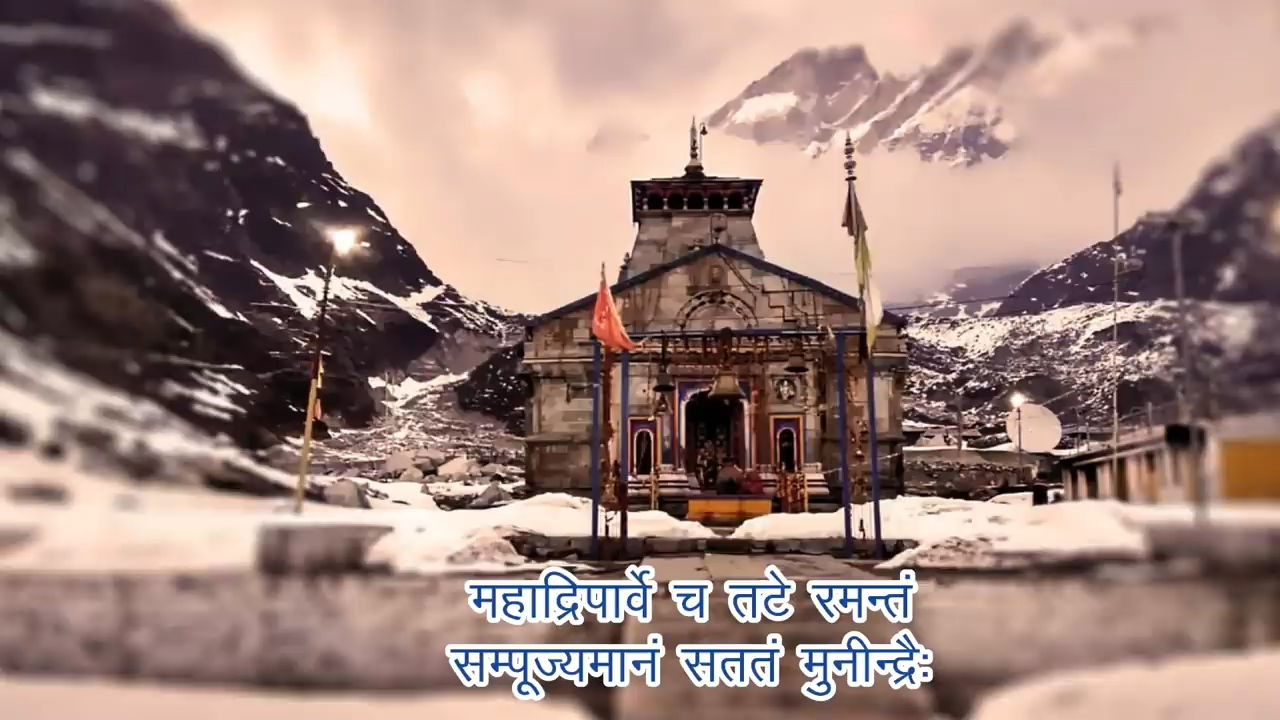 महाद्रिपार्वे च तटे रमन्तं
सम्पूज्यमानं सततं मुनीन्द्रैः